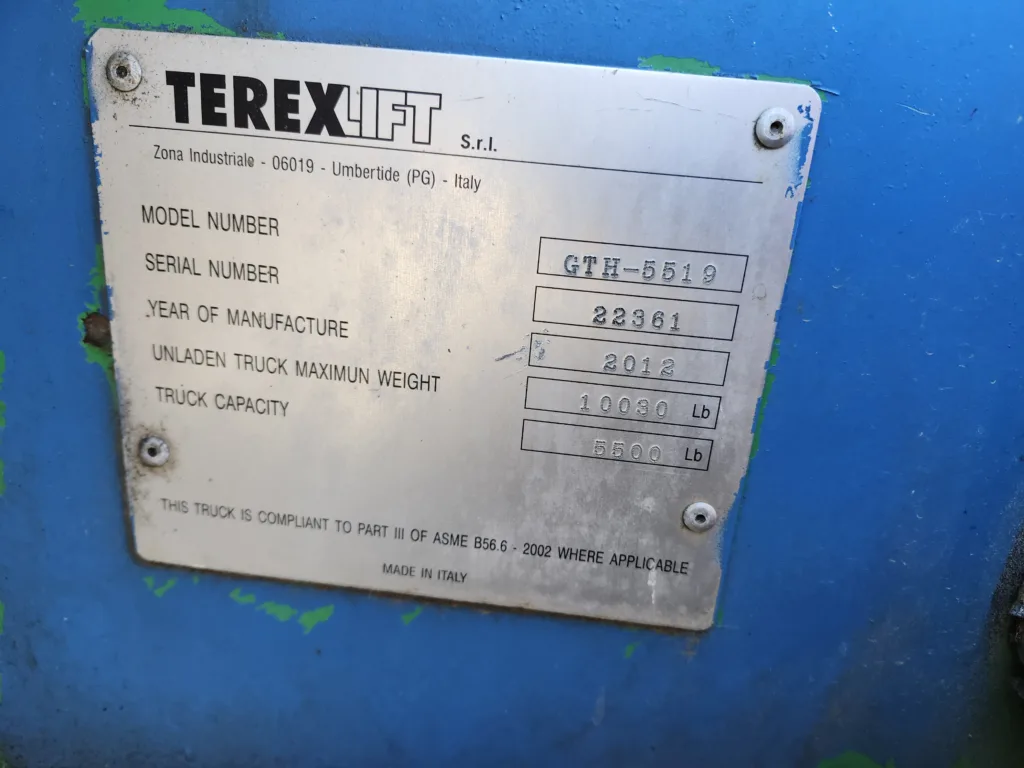 TEREXLIFT S.r.l.
Zona Industriale - 06019 - Umbertide (PG) - Italy
MODEL NUMBER GTH-5519
SERIAL NUMBER 22361
YEAR OF MANUFACTURE 2012
UNLADEN TRUCK MAXIMUN WEIGHT 10030 Lb
TRUCK CAPACITY 5500 Lb
THIS TRUCK IS COMPLIANT TO PART III OF ASME B56.6 - 2002 WHERE APPLICABLE
MADE IN ITALY